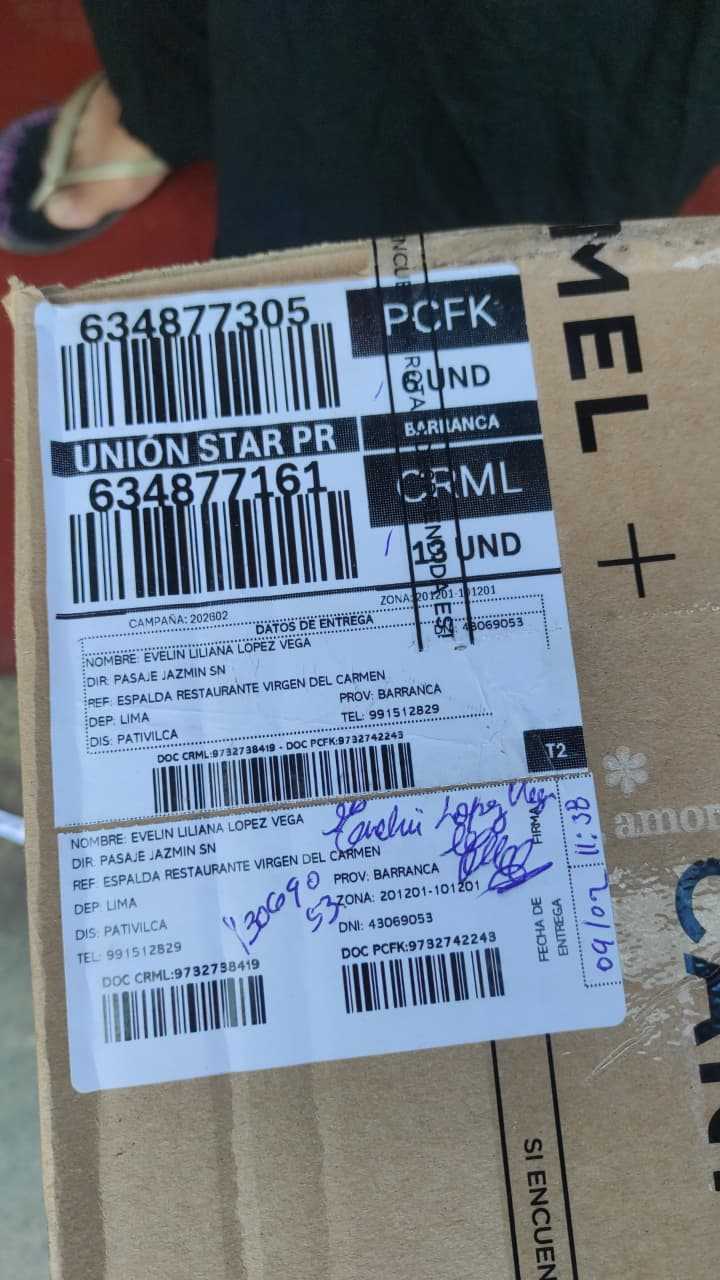 634877305
PCFK
6 UND
UNIÓN STAR PR
BARRANCA
634877161
CRML
13 UND
CAMPAÑA: 202602
ZONA: 201201-101201
DATOS DE ENTREGA
43069053
NOMBRE: EVELIN LILIANA LOPEZ VEGA
DIR: PASAJE JAZMIN SN
REF: ESPALDA RESTAURANTE VIRGEN DEL CARMEN
DEP: LIMA
PROV: BARRANCA
DIS: PATIVILCA
TEL: 991512829
DOC CRML:9732738419 - DOC PCFK:9732742243
T2
NOMBRE: EVELIN LILIANA LOPEZ VEGA
DIR: PASAJE JAZMIN SN
REF: ESPALDA RESTAURANTE VIRGEN DEL CARMEN
DEP: LIMA
PROV: BARRANCA
ZONA: 201201-101201
DIS: PATIVILCA
DNI: 43069053
TEL: 991512829
DOC CRML:9732738419
DOC PCFK:9732742243
Lopez Veg
FIRMA
11:38
FECHA DE
ENTREGA
09/02
MEL +
amor
SI ENCUEN